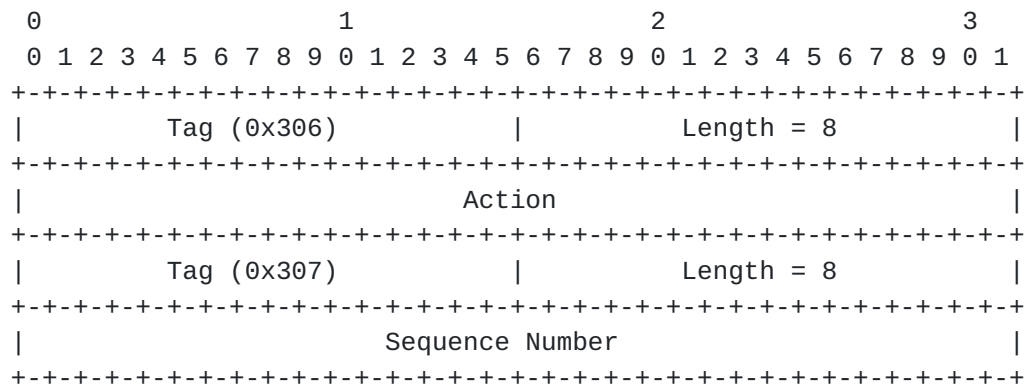 0                   1                   2                   3
 0 1 2 3 4 5 6 7 8 9 0 1 2 3 4 5 6 7 8 9 0 1 2 3 4 5 6 7 8 9 0 1
+-+-+-+-+-+-+-+-+-+-+-+-+-+-+-+-+-+-+-+-+-+-+-+-+-+-+-+-+-+-+-+-+
|         Tag (0x306)           |          Length = 8           |
+-+-+-+-+-+-+-+-+-+-+-+-+-+-+-+-+-+-+-+-+-+-+-+-+-+-+-+-+-+-+-+-+
|                            Action                             |
+-+-+-+-+-+-+-+-+-+-+-+-+-+-+-+-+-+-+-+-+-+-+-+-+-+-+-+-+-+-+-+-+
|         Tag (0x307)           |          Length = 8           |
+-+-+-+-+-+-+-+-+-+-+-+-+-+-+-+-+-+-+-+-+-+-+-+-+-+-+-+-+-+-+-+-+
|                       Sequence Number                         |
+-+-+-+-+-+-+-+-+-+-+-+-+-+-+-+-+-+-+-+-+-+-+-+-+-+-+-+-+-+-+-+-+